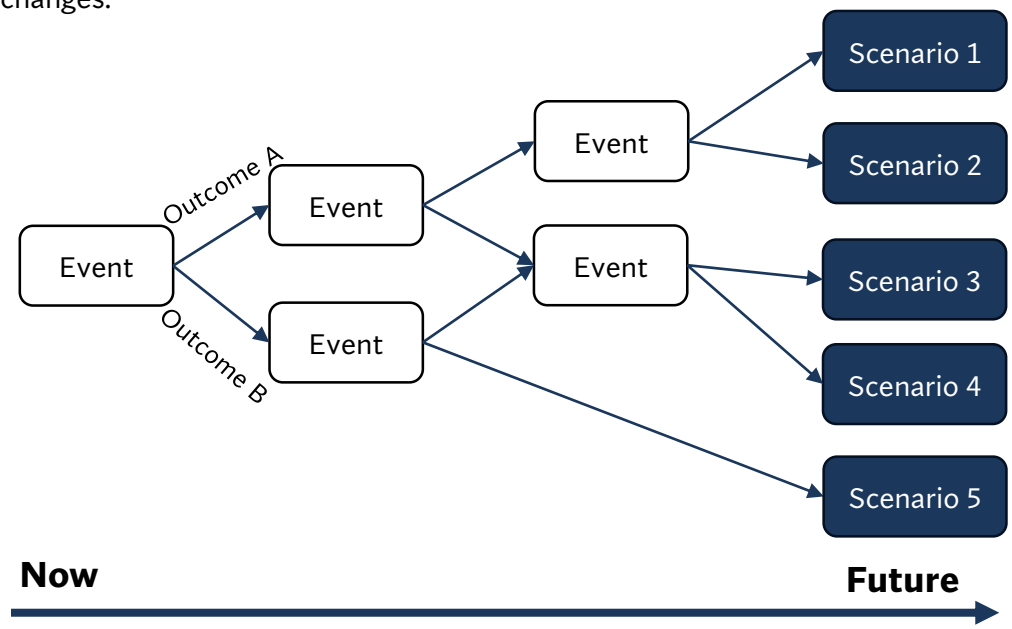 changes.
Scenario 1
Event
Scenario 2
Outcome A
Event
Event
Event
Scenario 3
Outcome B
Event
Scenario 4
Scenario 5
Now
Future